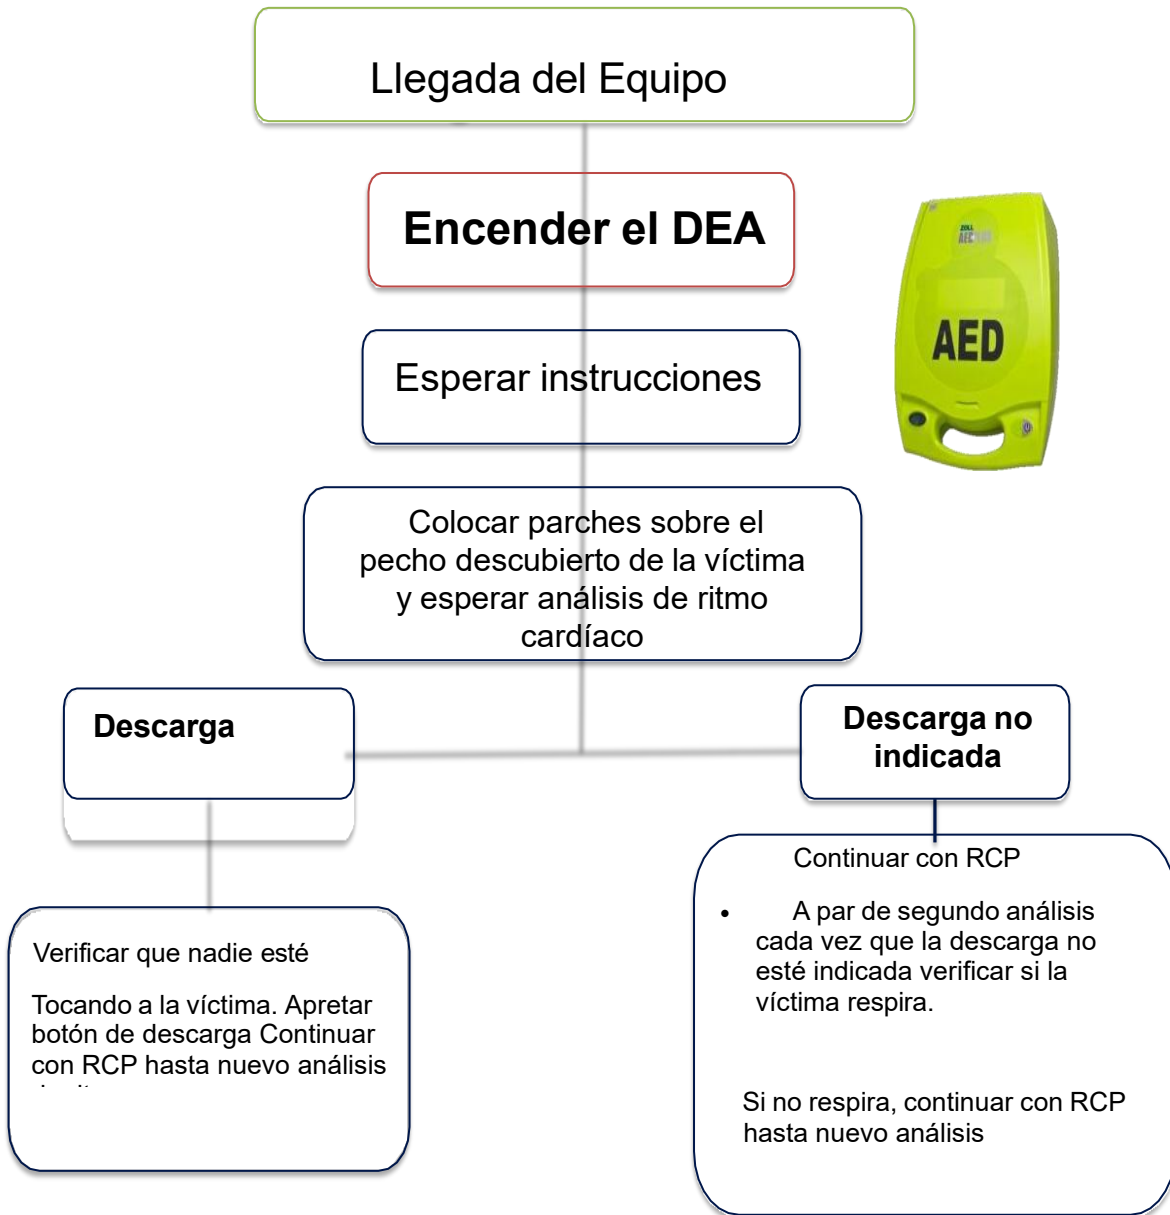 Llegada del Equipo
Encender el DEA
ZOLL
AED
Esperar instrucciones
Colocar parches sobre el
pecho descubierto de la víctima
y esperar análisis de ritmo
cardíaco
Descarga
Descarga no
indicada
Verificar que nadie esté
Tocando a la víctima. Apretar
botón de descarga Continuar
con RCP hasta nuevo análisis
Continuar con RCP
• A par de segundo análisis
cada vez que la descarga no
esté indicada verificar si la
víctima respira.
Si no respira, continuar con RCP
hasta nuevo análisis